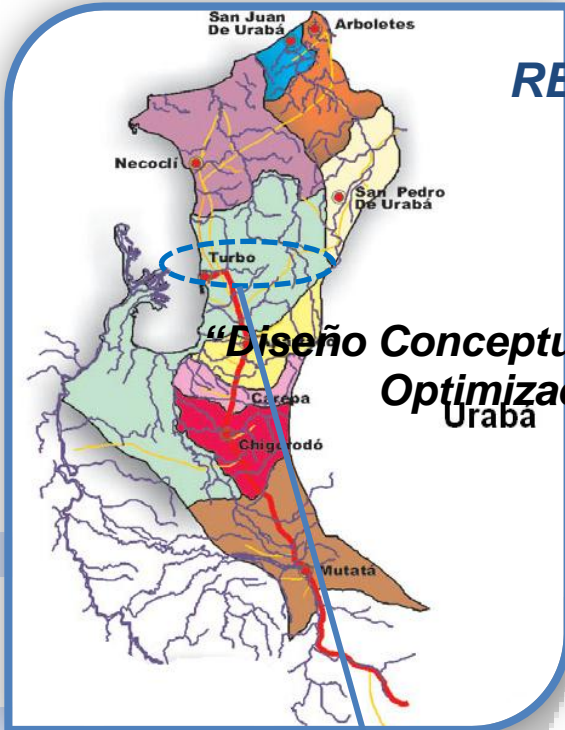 San Juan
De Urabá
Arboletes
RE
Necoclí
San Pedro
De Urabá
Turbo
“Diseño Conceptu
Carepa
Optimizac
Urabá
Chigorodó
Mutatá